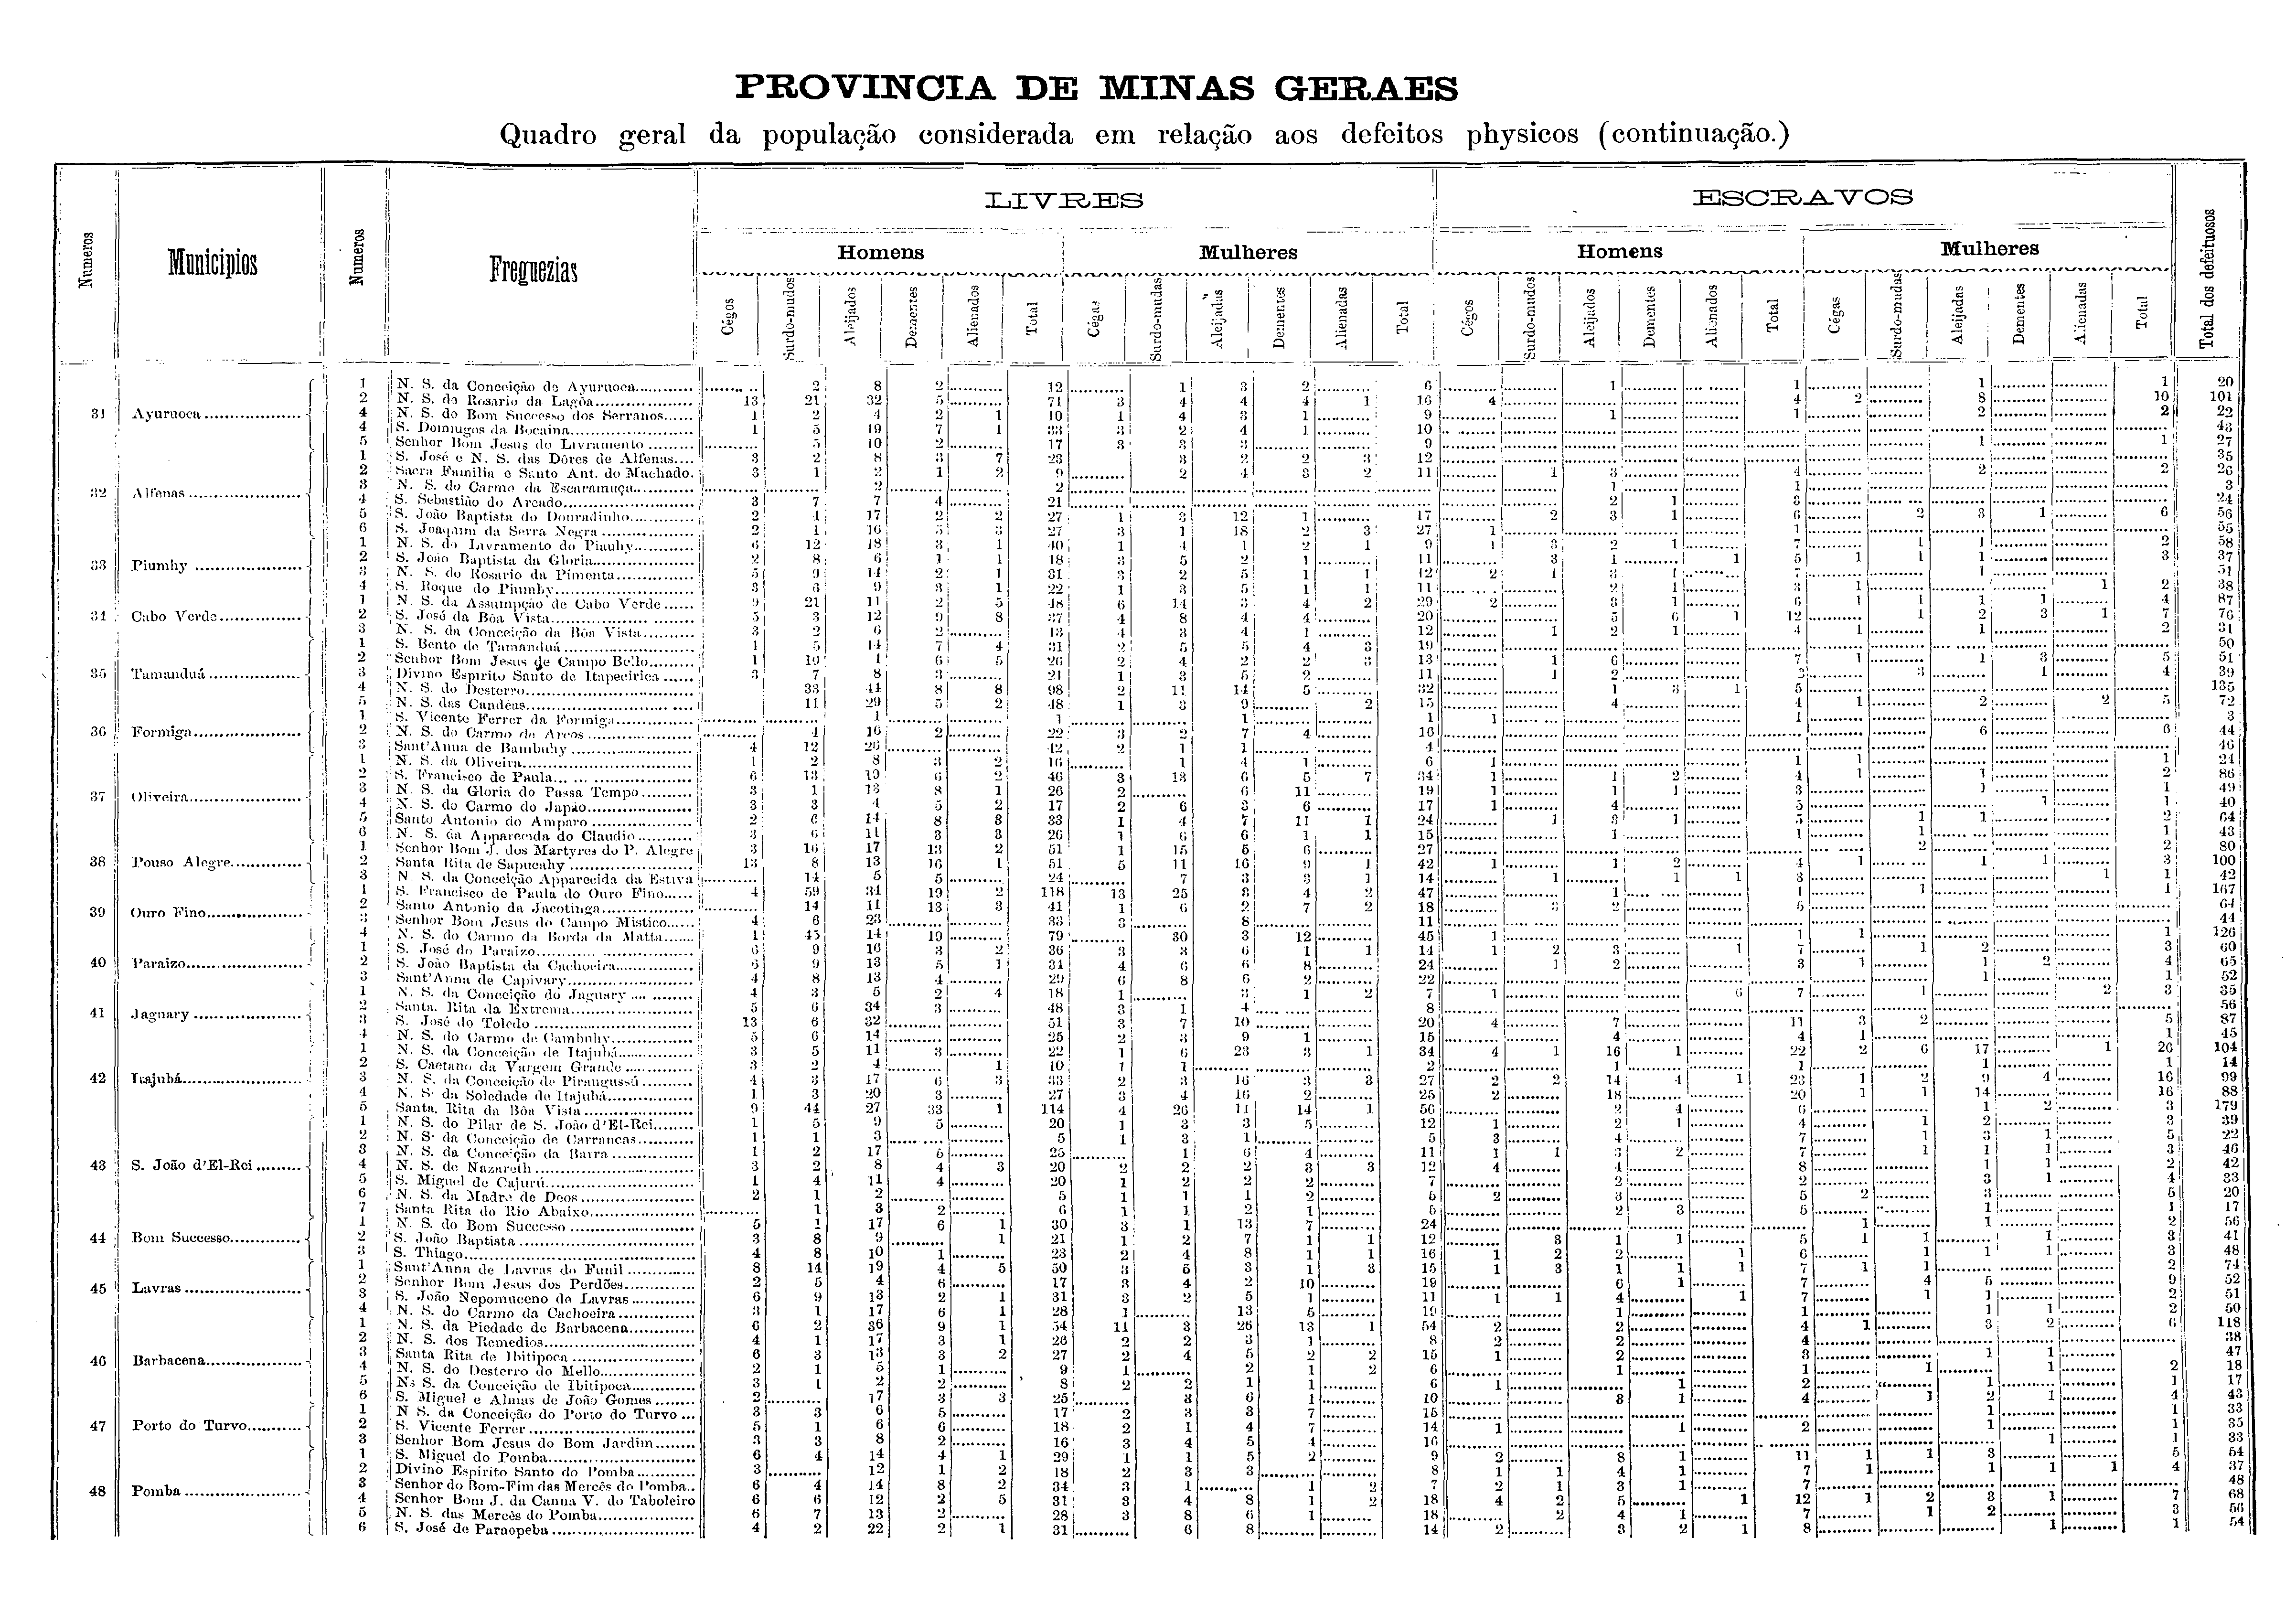 PROVINCIA DE MINAS GERAES
Quadro geral da população considerada em relação aos defeitos physicos (continuação.)
LIVRES ESCRAVOS
Homens Mulheres Homens Mulheres
Numeros Municipios Numeros Freguezias Cégos Surdo-mudos Aleijados Dementes Alienados Total Cégas Surdo-mudas Aleijadas Dementes Alienadas Total Cégos Surdo-mudos Aleijados Dementes Alienados Total Cégas Surdo-mudas Aleijadas Dementes Alienadas Total Total dos defeituosos
1 N. S. da Conceição de Ayuruoca 2 8 2 12 1 3 2 6 1 1 1 1 20
2 N. S. do Rosario da Lagôa 13 21 32 5 71 3 4 4 4 1 16 4 4 2 8 10 101
31 Ayuruoca 4 N. S. do Bom Successo dos Serranos 1 2 4 2 1 10 1 4 3 1 9 1 1 2 2 22
4 S. Domingos da Bocaina 1 5 19 7 1 33 3 2 4 1 10 43
5 Senhor Bom Jesus do Livramento 5 10 2 17 3 3 3 9 1 1 27
1 S. José e N. S. das Dôres de Alfenas 3 2 8 3 7 23 3 2 2 3 12 35
2 Sacra Familia e Santo Ant. do Machado. 3 1 2 1 2 9 2 4 3 2 11 1 3 4 2 2 26
32 Alfenas 3 N. S. do Carmo da Escaramuça 2 2 1 1 3
4 S. Sebastião do Areado 3 7 7 4 21 2 1 3 24
5 S. João Baptista do Douradinho 2 4 17 2 2 27 1 3 12 1 17 2 3 1 6 2 3 1 6 56
6 S. Joaquim da Serra Negra 2 1 16 5 3 27 3 1 18 2 3 27 1 1 55
1 N. S. do Livramento do Piauhy 6 12 18 3 1 40 1 4 1 2 1 9 1 3 2 1 7 1 1 2 58
33 Piumhy 2 S. João Baptista da Gloria 2 8 6 1 1 18 3 5 2 1 11 3 1 1 5 1 1 1 3 37
3 N. S. do Rosario da Pimenta 5 9 14 2 1 31 3 2 5 1 1 12 2 1 3 1 7 1 51
4 S. Roque do Piumhy 3 6 9 3 1 22 1 3 5 1 1 11 2 1 3 1 1 2 38
1 N. S. da Assumpção de Cabo Verde 9 21 11 2 5 48 6 14 3 4 2 29 2 3 1 6 1 1 1 1 4 87
34 Cabo Verde 2 S. José da Bôa Vista 5 3 12 9 8 37 4 8 4 4 20 5 6 1 12 1 2 3 1 7 76
3 N. S. da Conceição da Bôa Vista 3 2 6 2 13 4 3 4 1 12 1 2 1 4 1 1 2 31
1 S. Bento de Tamanduá 1 5 14 7 4 31 2 5 5 4 3 19 50
2 Senhor Bom Jesus de Campo Bello 1 10 1 6 5 26 2 4 2 2 3 13 1 6 7 1 1 3 5 51
35 Tamanduá 3 Divino Espirito Santo de Itapecirica 3 7 8 3 21 1 3 5 2 11 1 2 3 3 1 4 39
4 N. S. do Desterro 33 44 8 8 98 2 11 14 5 32 1 3 1 5 135
5 N. S. das Candêas 11 29 5 2 48 1 3 9 2 15 4 4 1 2 2 5 72
1 S. Vicente Ferrer da Formiga 1 1 1 1 1 1 3
36 Formiga 2 N. S. do Carmo de Arcos 4 16 2 22 3 2 7 4 16 6 6 44
3 Sant'Anna de Bambuhy 4 12 26 42 2 1 1 4 46
1 N. S. da Oliveira 1 2 8 3 2 16 1 4 1 6 1 1 1 1 24
2 S. Francisco de Paula 6 13 19 6 2 46 3 13 6 5 7 34 1 1 2 4 1 1 2 86
37 Oliveira 3 N. S. da Gloria do Passa Tempo 3 1 13 8 1 26 2 6 11 19 1 1 1 3 1 1 49
4 N. S. do Carmo do Japão 3 3 4 5 2 17 2 6 3 6 17 1 4 5 1 1 40
5 Santo Antonio do Amparo 2 6 14 8 3 33 1 4 7 11 1 24 1 3 1 5 1 1 2 64
6 N. S. da Apparecida do Claudio 3 6 11 3 3 26 1 6 6 1 1 15 1 1 1 1 43
1 Senhor Bom J. dos Martyres do P. Alegre 3 16 17 13 2 51 1 15 5 6 27 2 2 80
38 Pouso Alegre 2 Santa Rita de Sapucahy 13 8 13 16 1 51 5 11 16 9 1 42 1 1 2 4 1 1 1 3 100
3 N. S. da Conceição Apparecida da Estiva 14 5 5 24 7 3 3 1 14 1 1 1 3 1 1 42
1 S. Francisco de Paula do Ouro Fino 4 59 34 19 2 118 13 25 8 4 2 47 1 1 1 1 167
39 Ouro Fino 2 Santo Antonio da Jacotinga 14 11 13 3 41 1 6 2 7 2 18 3 2 5 64
3 Senhor Bom Jesus do Campo Mistico 4 6 23 33 3 8 11 44
4 N. S. do Carmo da Borda da Matta 1 45 14 19 79 30 3 12 45 1 1 1 1 126
1 S. José do Paraizo 6 9 16 3 2 36 3 3 6 1 1 14 1 2 3 1 7 1 2 3 60
40 Paraizo 2 S. João Baptista da Cachoeira 6 9 13 5 1 34 4 6 6 8 24 1 2 3 1 1 2 4 65
3 Sant'Anna de Capivary 4 8 13 4 29 6 8 6 2 22 1 1 52
1 N. S. da Conceição do Jaguary 4 3 5 2 4 18 1 3 1 2 7 1 6 7 1 2 3 35
41 Jaguary 2 Santa. Rita da Extrema 5 6 34 3 48 3 1 4 8 56
3 S. José do Toledo 13 6 32 51 3 7 10 20 4 7 11 3 2 5 87
4 N. S. do Carmo de Cambuhy 5 6 14 25 2 3 9 1 15 4 4 1 1 45
1 N. S. da Conceição de Itajubá 3 5 11 3 22 1 6 23 3 1 34 4 1 16 1 22 2 6 17 1 26 104
2 S. Caetano da Vargem Grande 3 2 4 1 10 1 1 2 1 1 1 1 14
42 Itajubá 3 N. S. da Conceição de Pirangussú 4 3 17 6 3 33 2 3 16 3 3 27 2 2 14 4 1 23 1 2 9 4 16 99
4 N. S. da Soledade de Itajubá 1 3 20 3 27 3 4 16 2 25 2 18 20 1 1 14 16 88
5 Santa. Rita da Bôa Vista 9 44 27 33 1 114 4 26 11 14 1 56 2 4 6 1 2 3 179
1 N. S. do Pilar de S. João d'El-Rei 1 5 9 5 20 1 3 3 5 12 1 2 1 4 1 2 3 39
2 N. S. da Conceição de Carrancas 1 1 3 5 1 3 1 5 3 4 7 1 3 1 5 22
3 N. S. da Conceição da Barra 1 2 17 5 25 1 6 4 11 1 1 3 2 7 1 1 1 3 46
43 S. João d'El-Rei 4 N. S. de Nazareth 3 2 8 4 3 20 2 2 2 3 3 12 4 4 8 1 1 2 42
5 S. Miguel de Cajurú 1 4 11 4 20 1 2 2 2 7 2 2 3 1 4 33
6 N. S. da Madre de Deos 2 1 2 5 1 1 1 2 5 2 3 5 2 3 5 20
7 Santa Rita do Rio Abaixo 1 3 2 6 1 1 2 1 5 2 3 5 1 1 17
1 N. S. do Bom Successo 5 1 17 6 1 30 3 1 13 7 24 1 1 2 56
44 Bom Successo 2 S. João Baptista 3 8 9 1 21 1 2 7 1 1 12 3 1 1 5 1 1 1 3 41
3 S. Thiago 4 8 10 1 23 2 4 8 1 1 16 1 2 2 1 6 1 1 1 3 48
1 Sant'Anna de Lavras do Funil 8 14 19 4 5 50 3 5 3 1 3 15 1 3 1 1 1 7 1 1 2 74
45 Lavras 2 Senhor Bom Jesus dos Perdões 2 5 4 6 17 3 4 2 10 19 6 1 7 4 5 9 52
3 S. João Nepomuceno de Lavras 6 9 13 2 1 31 3 2 5 1 11 1 1 4 1 7 1 1 2 51
4 N. S. do Carmo da Cachoeira 3 1 17 6 1 28 1 13 5 19 1 1 1 1 2 50
1 N. S. da Piedade de Barbacena 6 2 36 9 1 54 11 3 26 13 1 54 2 2 4 1 3 2 6 118
2 N. S. dos Remedios 4 1 17 3 1 26 2 2 3 1 8 2 2 4 38
46 Barbacena 3 Santa Rita de Ibitipoca 6 3 13 3 2 27 2 4 5 2 2 15 1 2 3 1 1 47
4 N. S. do Desterro do Mello 2 1 5 1 9 1 2 1 2 6 1 1 1 1 2 18
5 Ns S. da Conceição de Ibitipoca 3 1 2 2 8 2 2 1 1 6 1 1 2 1 1 17
6 S. Miguel e Almas de João Gomes 2 17 3 3 25 3 6 1 10 3 1 4 1 2 1 4 43
1 N S. da Conceição do Porto do Turvo 3 3 6 5 17 2 3 3 7 15 1 1 33
47 Porto do Turvo 2 S. Vicente Ferrer 5 1 6 6 18 2 1 4 7 14 1 1 2 1 1 35
3 Senhor Bom Jesus do Bom Jardim 3 3 8 2 16 3 4 5 4 16 1 1 33
1 S. Miguel do Pomba 6 4 14 4 1 29 1 1 5 2 9 2 8 1 11 1 1 3 5 54
2 Divino Espirito Santo do Pomba 3 12 1 2 18 2 3 3 8 1 1 4 1 7 1 1 1 1 4 37
48 Pomba 3 Senhor do Bom-Fim das Mercês do Pomba 6 4 14 8 2 34 3 1 1 2 7 2 1 3 1 7 48
4 Senhor Bom J. da Canna V. do Taboleiro 6 6 12 2 5 31 3 4 8 1 2 18 4 2 5 1 12 1 2 3 1 7 68
5 N. S. das Mercês do Pomba 6 7 13 2 28 3 8 6 1 18 2 4 1 7 1 2 3 56
6 S. José de Paraopeba 4 2 22 2 1 31 6 8 14 2 3 2 1 8 1 1 54